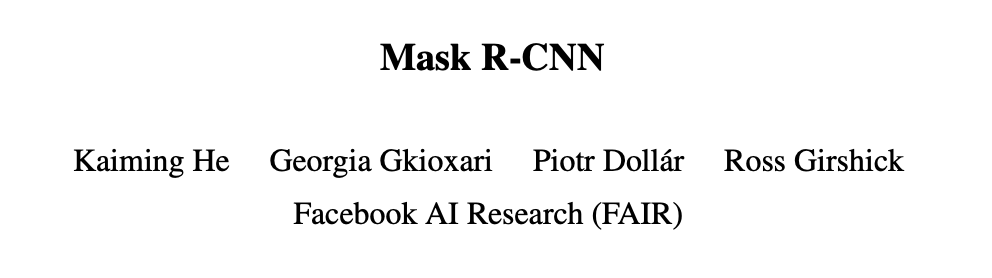 Mask R-CNN
Kaiming He Georgia Gkioxari Piotr Dollár Ross Girshick
Facebook AI Research (FAIR)